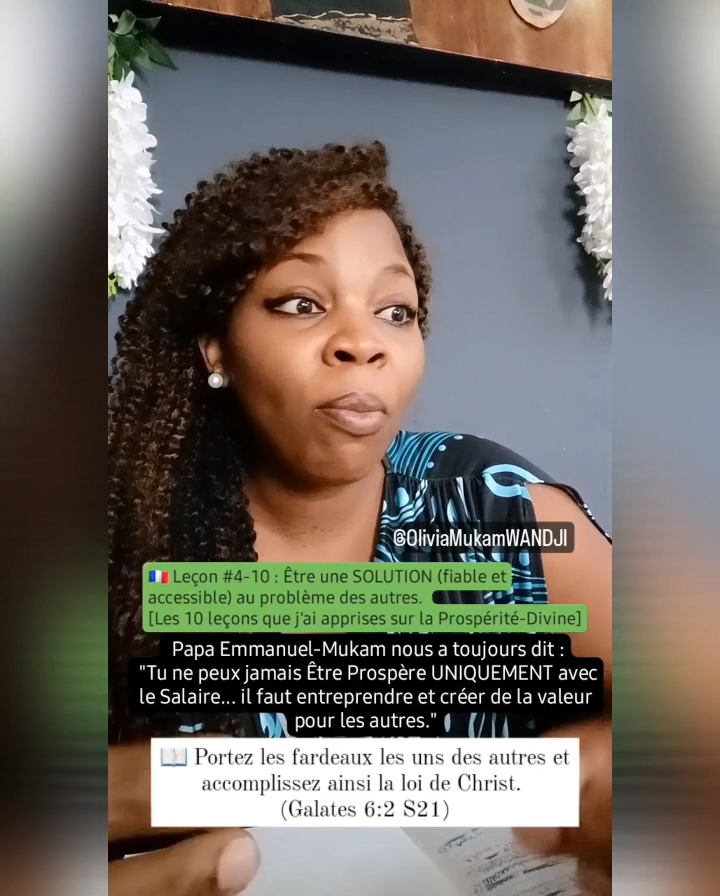 @OliviaMukamWANDJI
🇫🇷 Leçon #4-10 : Être une SOLUTION (fiable et
accessible) au problème des autres.
[Les 10 leçons que j'ai apprises sur la Prospérité-Divine]
Papa Emmanuel-Mukam nous a toujours dit :
"Tu ne peux jamais Être Prospère UNIQUEMENT avec
le Salaire... il faut entreprendre et créer de la valeur
pour les autres."
📖 Portez les fardeaux les uns des autres et
accomplissez ainsi la loi de Christ.
(Galates 6:2 S21)